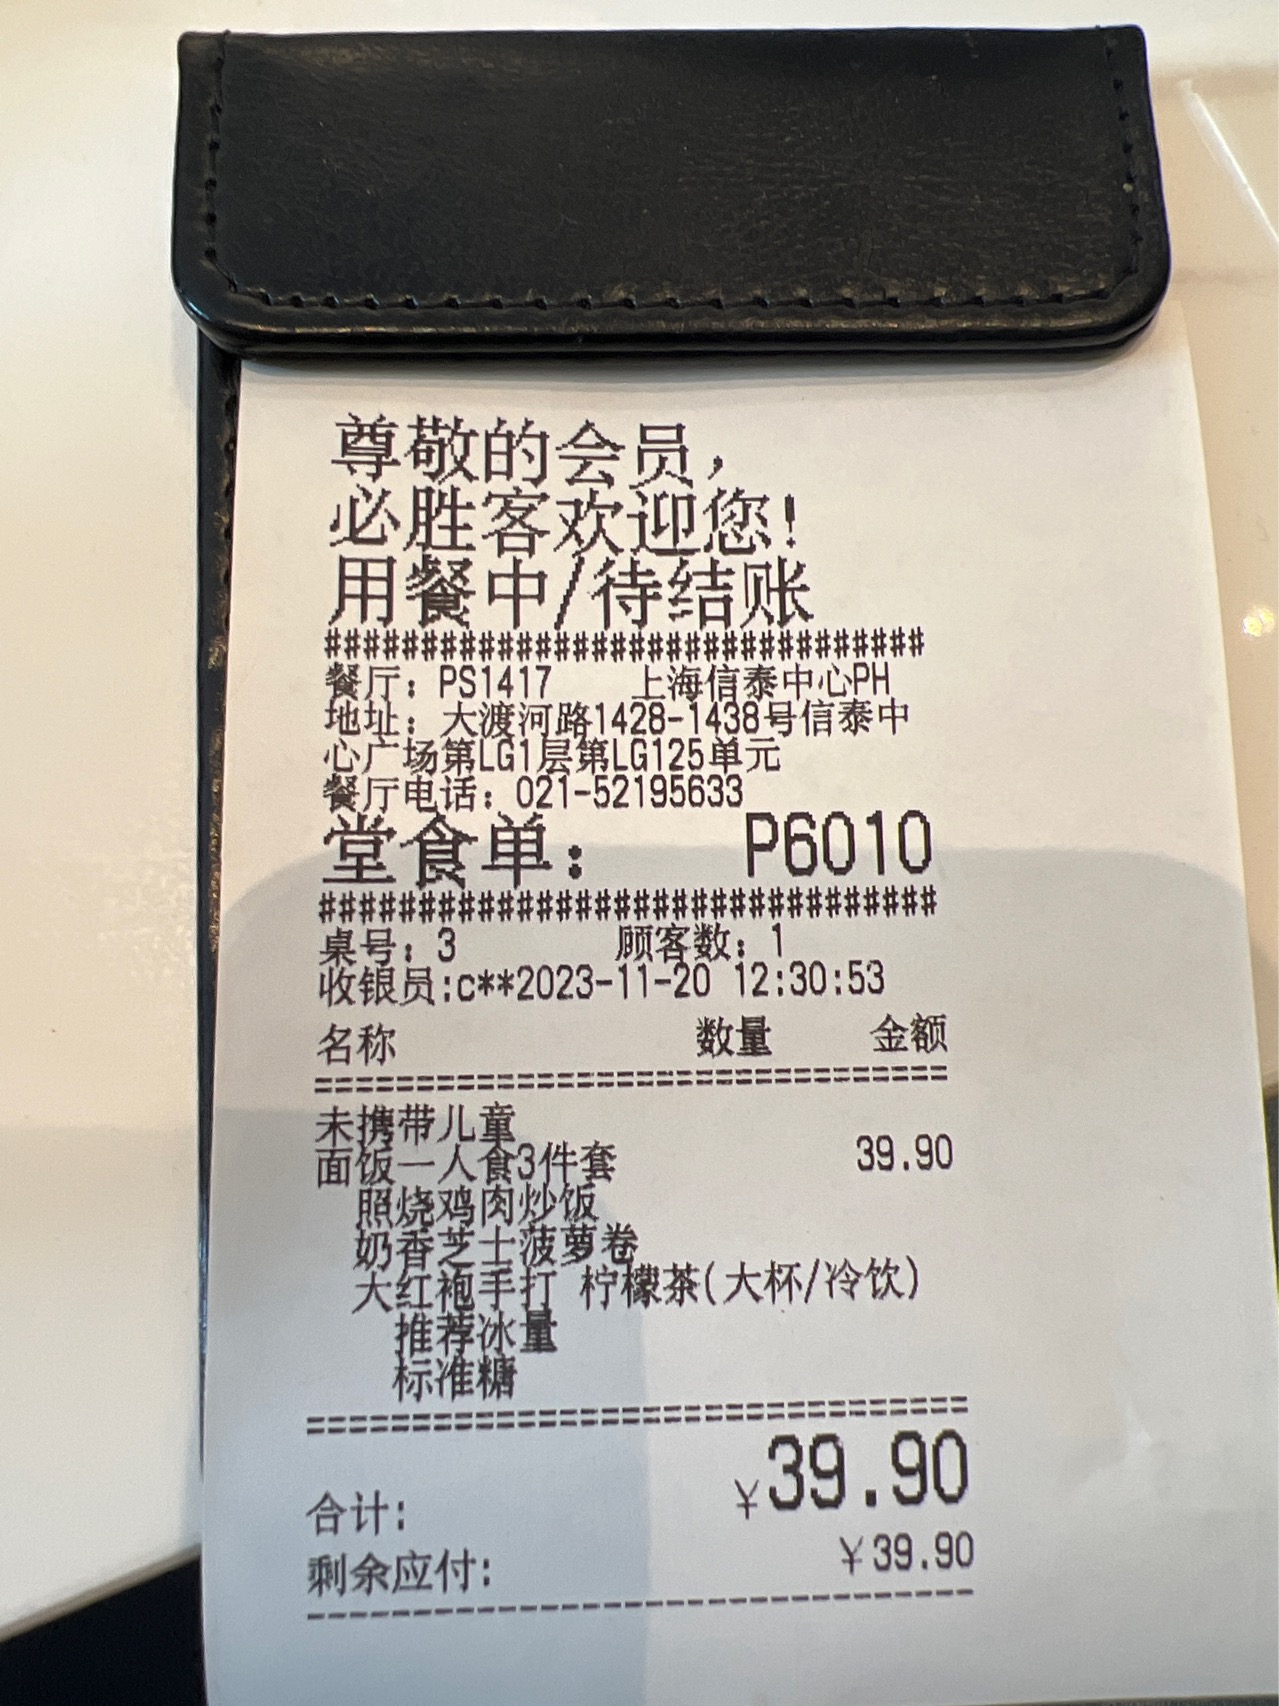 尊敬的会员,
必胜客欢迎您!
用餐中/待结账
###############################
餐厅: PS1417 上海信泰中心PH
地址: 大渡河路1428-1438号信泰中
心广场第LG1层第LG125单元
餐厅电话: 021-52195633
堂食单: P6010
###############################
桌号: 3 顾客数: 1
收银员:c**2023-11-20 12:30:53
名称 数量 金额
================================
未携带儿童
面饭一人食3件套 39.90
照烧鸡肉炒饭
奶香芝士菠萝卷
大红袍手打 柠檬茶(大杯/冷饮)
推荐冰量
标准糖
================================
合计: ¥39.90
剩余应付: ¥39.90
--------------------------------